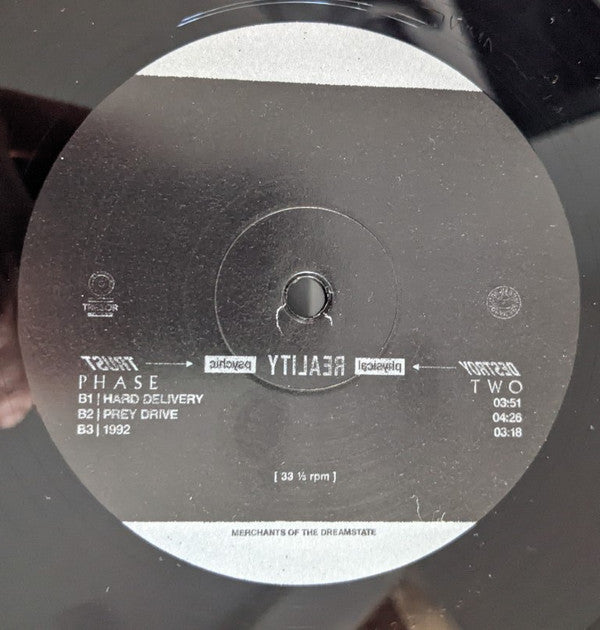 TRESOR
TRUST psychic REALITY physical DESTROY
PHASE TWO
B1 | HARD DELIVERY 03:51
B2 | PREY DRIVE 04:26
B3 | 1992 03:18
[ 33 ⅓ rpm ]
MERCHANTS OF THE DREAMSTATE